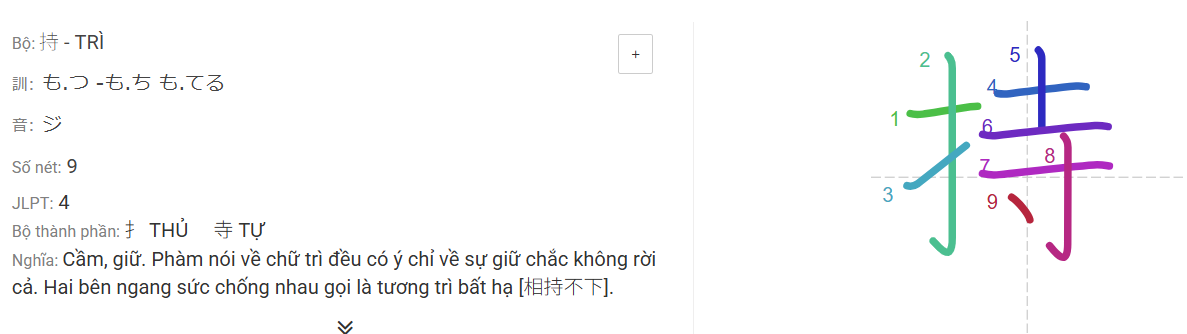 Bộ: 持 - TRÌ
+
訓: も.つ -も.ち も.てる
音: ジ
Số nét: 9
JLPT: 4
Bộ thành phần: 扌 THỦ 寺 TỰ
Nghĩa: Cầm, giữ. Phàm nói về chữ trì đều có ý chỉ về sự giữ chắc không rời
cả. Hai bên ngang sức chống nhau gọi là tương trì bất hạ [相持不下].
持
1
2
3
4
5
6
7
8
9